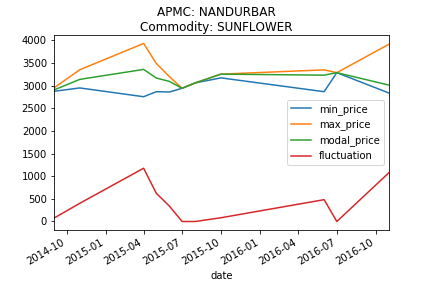 APMC: NANDURBAR
Commodity: SUNFLOWER
4000
3500
3000
2500
2000
1500
1000
500
0
min_price
max_price
modal_price
fluctuation
2014-10
2015-01
2015-04
2015-07
2015-10
2016-01
2016-04
2016-07
2016-10
date